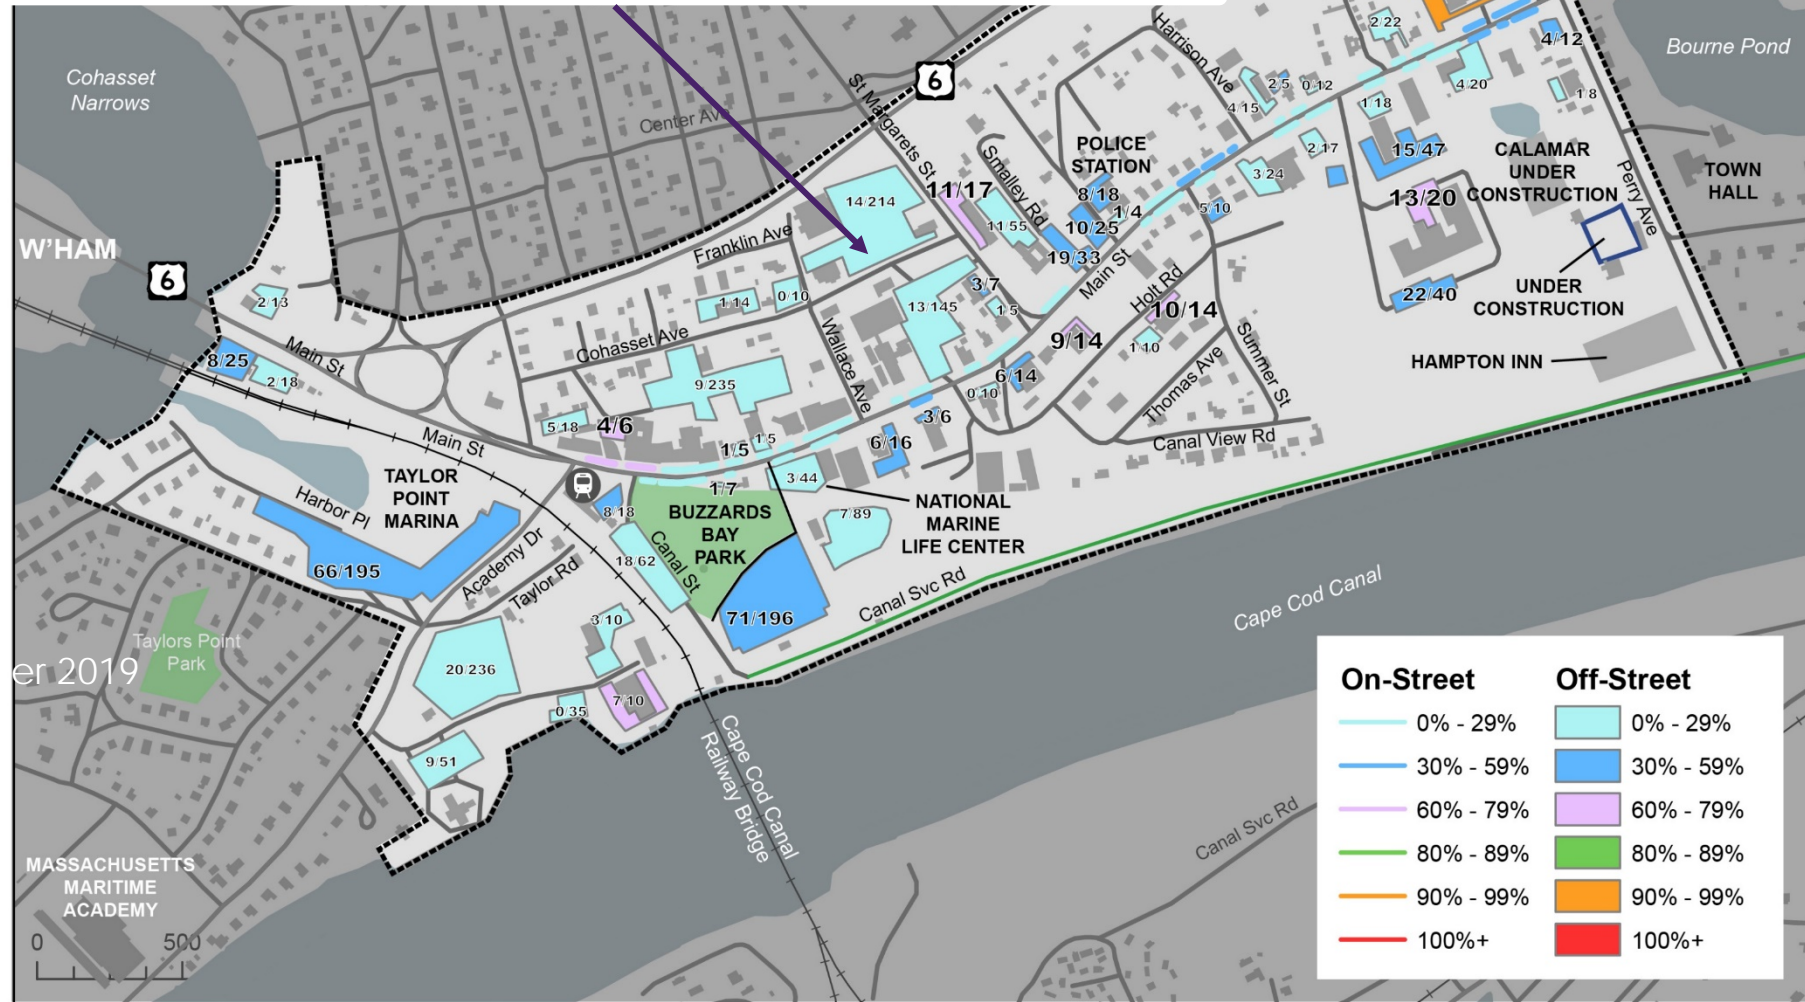 Cohasset
Narrows
Bourne Pond
6
Center Ave
St Margarets St
Harrison Ave
2/22
4/12
4/15
2/5
0/12
4/20
1/8
1/18
2/17
15/47
CALAMAR
UNDER
CONSTRUCTION
TOWN
HALL
Perry Ave
POLICE
STATION
Smalley Rd
14/214
11/17
11/55
8/18
1/4
10/25
19/33
3/24
5/10
13/20
W'HAM
6
Franklin Ave
Main St
Holt Rd
22/40
UNDER
CONSTRUCTION
2/13
1/14
0/10
13/145
3/7
1/5
10/14
9/14
1/10
Wallace Ave
Cohasset Ave
Main St
8/25
2/18
9/235
6/14
0/10
Thomas Ave
Summer St
HAMPTON INN
5/18
4/6
3/6
Canal View Rd
Main St
1/5
1/5
6/16
3/44
1/7
TAYLOR
POINT
MARINA
Harbor Pl
8/18
BUZZARDS
BAY
PARK
7/89
NATIONAL
MARINE
LIFE CENTER
Academy Dr
Taylor Rd
18/62
Canal St
66/195
71/196
Canal Svc Rd
Cape Cod Canal
3/10
Taylors Point
Park
er 2019
20/236
7/10
0/35
9/51
Cape Cod Canal
Railway Bridge
Canal Svc Rd
MASSACHUSETTS
MARITIME
ACADEMY
0 500
On-Street Off-Street
0% - 29% 0% - 29%
30% - 59% 30% - 59%
60% - 79% 60% - 79%
80% - 89% 80% - 89%
90% - 99% 90% - 99%
100%+ 100%+